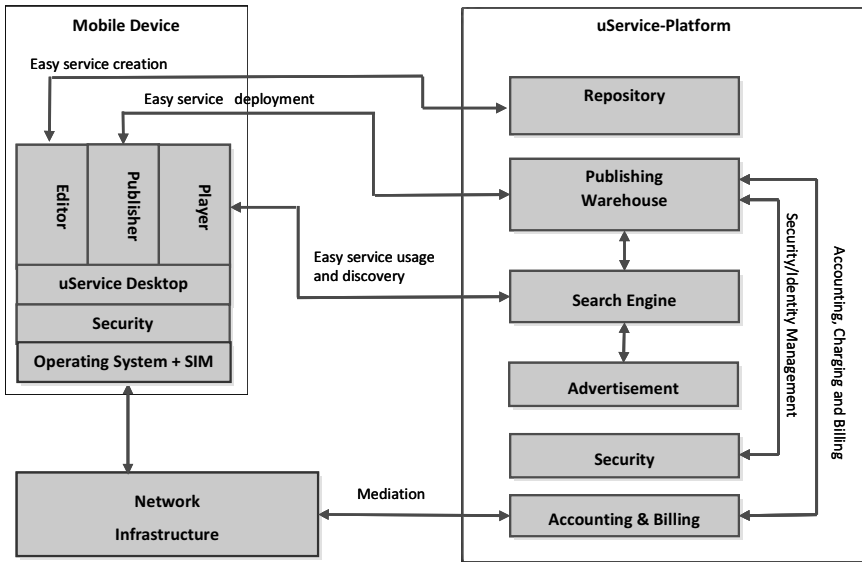 Mobile Device
uService-Platform
Easy service creation
Repository
Easy service deployment
Editor
Publisher
Player
Publishing
Warehouse
Easy service usage
and discovery
uService Desktop
Search Engine
Security
Operating System + SIM
Advertisement
Security/Identity Management
Accounting, Charging and Billing
Security
Network
Infrastructure
Mediation
Accounting & Billing